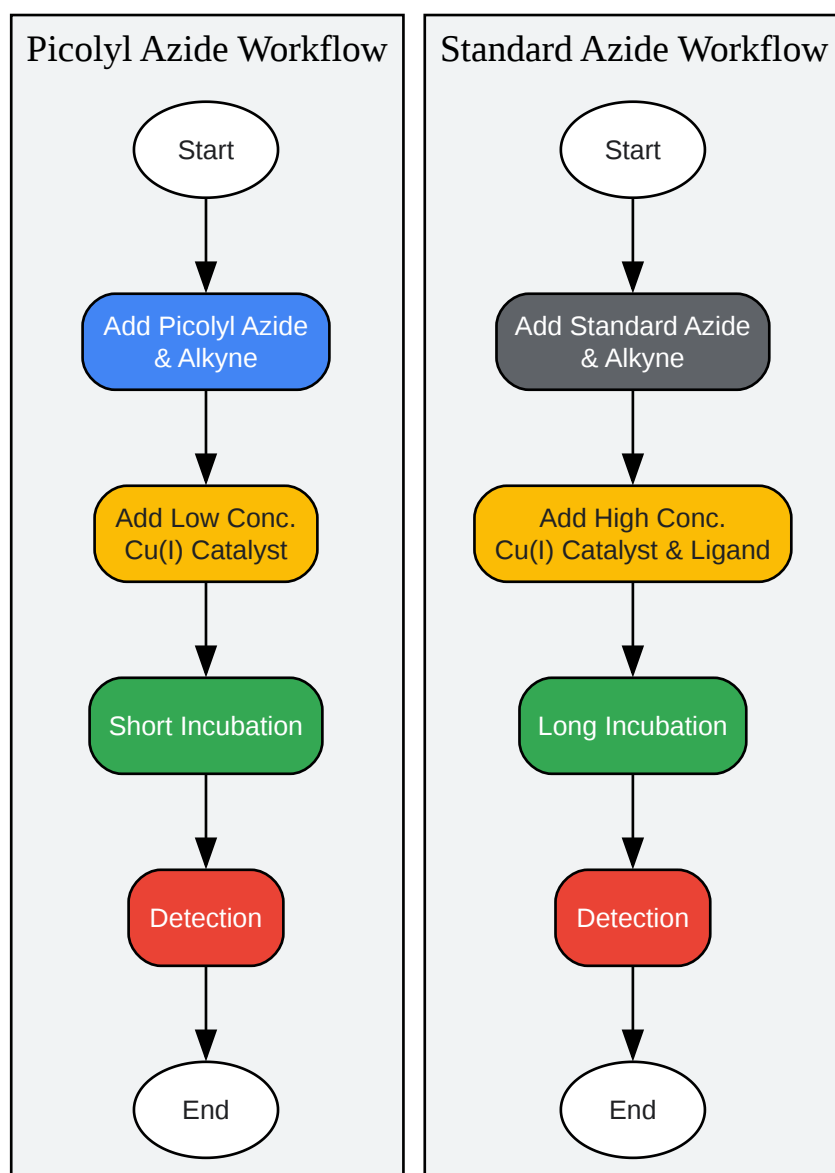 Picolyl Azide Workflow
Start
Add Picolyl Azide
& Alkyne
Add Low Conc.
Cu(I) Catalyst
Short Incubation
Detection
End
Standard Azide Workflow
Start
Add Standard Azide
& Alkyne
Add High Conc.
Cu(I) Catalyst & Ligand
Long Incubation
Detection
End